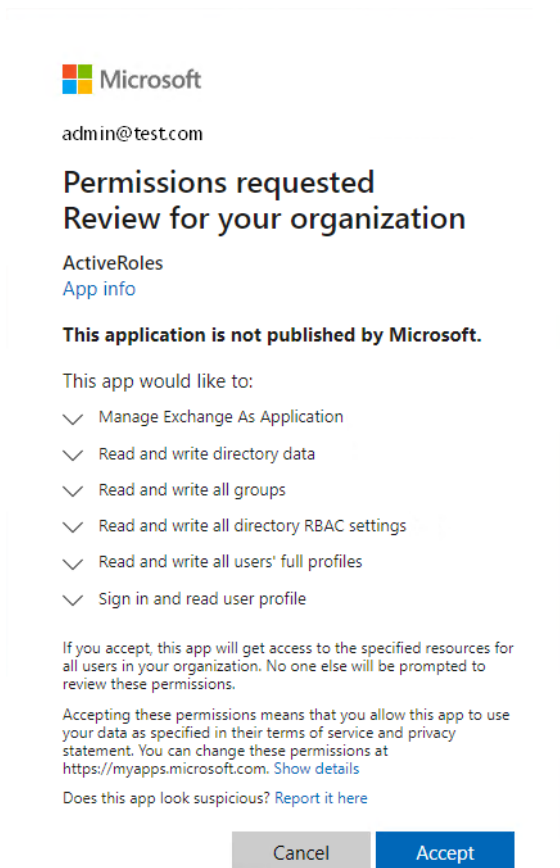 Microsoft
admin@test.com
Permissions requested
Review for your organization
ActiveRoles
App info
This application is not published by Microsoft.
This app would like to:
Manage Exchange As Application
Read and write directory data
Read and write all groups
Read and write all directory RBAC settings
Read and write all users' full profiles
Sign in and read user profile
If you accept, this app will get access to the specified resources for
all users in your organization. No one else will be prompted to
review these permissions.
Accepting these permissions means that you allow this app to use
your data as specified in their terms of service and privacy
statement. You can change these permissions at
https://myapps.microsoft.com. Show details
Does this app look suspicious? Report it here
Cancel Accept